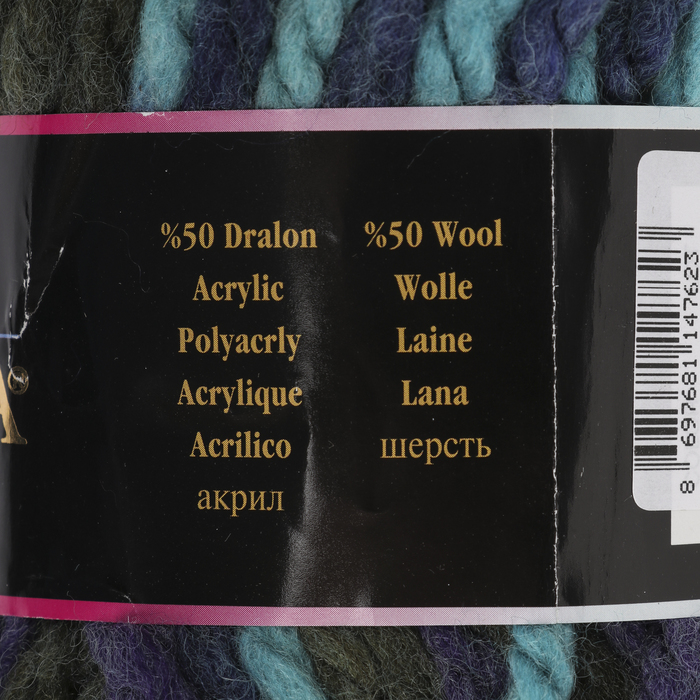 %50 Dralon
Acrylic
Polyacrly
Acrylique
Acrilico
акрил
%50 Wool
Wolle
Laine
Lana
шерсть
A®
8 697681 147623